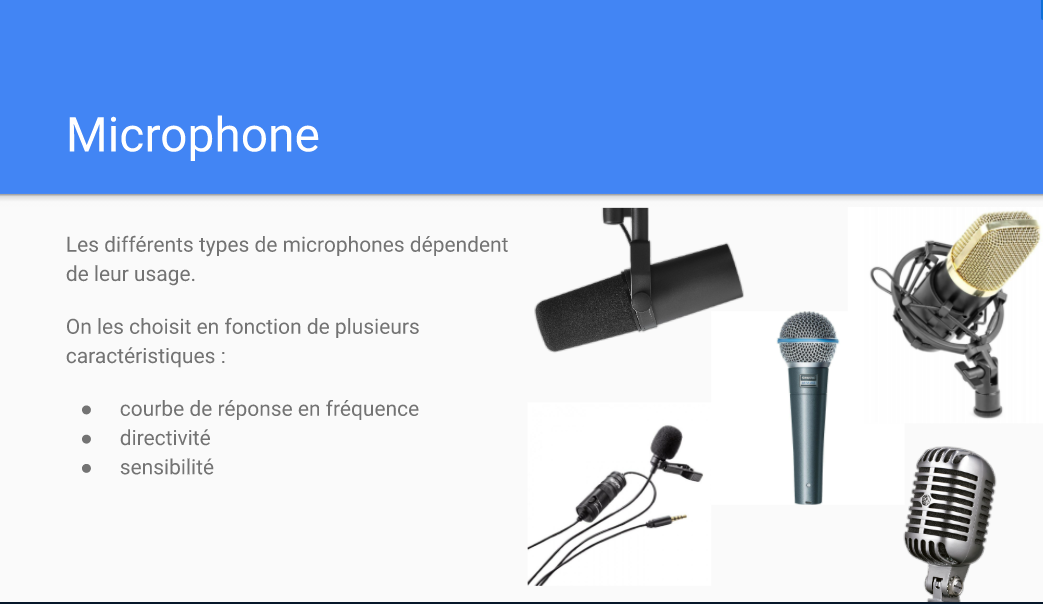 Microphone
Les différents types de microphones dépendent
de leur usage.
On les choisit en fonction de plusieurs
caractéristiques :
● courbe de réponse en fréquence
● directivité
● sensibilité